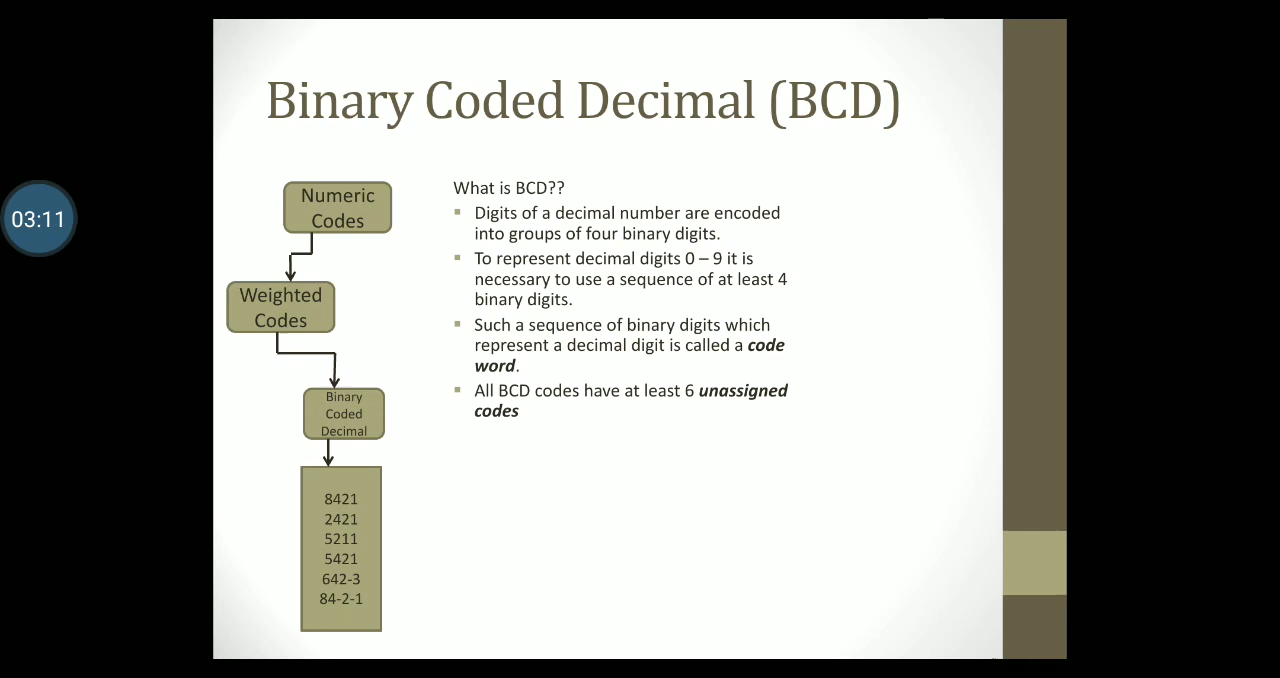 Binary Coded Decimal (BCD)
03:11
Numeric
Codes
Weighted
Codes
Binary
Coded
Decimal
8421
2421
5211
5421
642-3
84-2-1
What is BCD??
Digits of a decimal number are encoded
into groups of four binary digits.
To represent decimal digits 0 – 9 it is
necessary to use a sequence of at least 4
binary digits.
Such a sequence of binary digits which
represent a decimal digit is called a code
word.
All BCD codes have at least 6 unassigned
codes